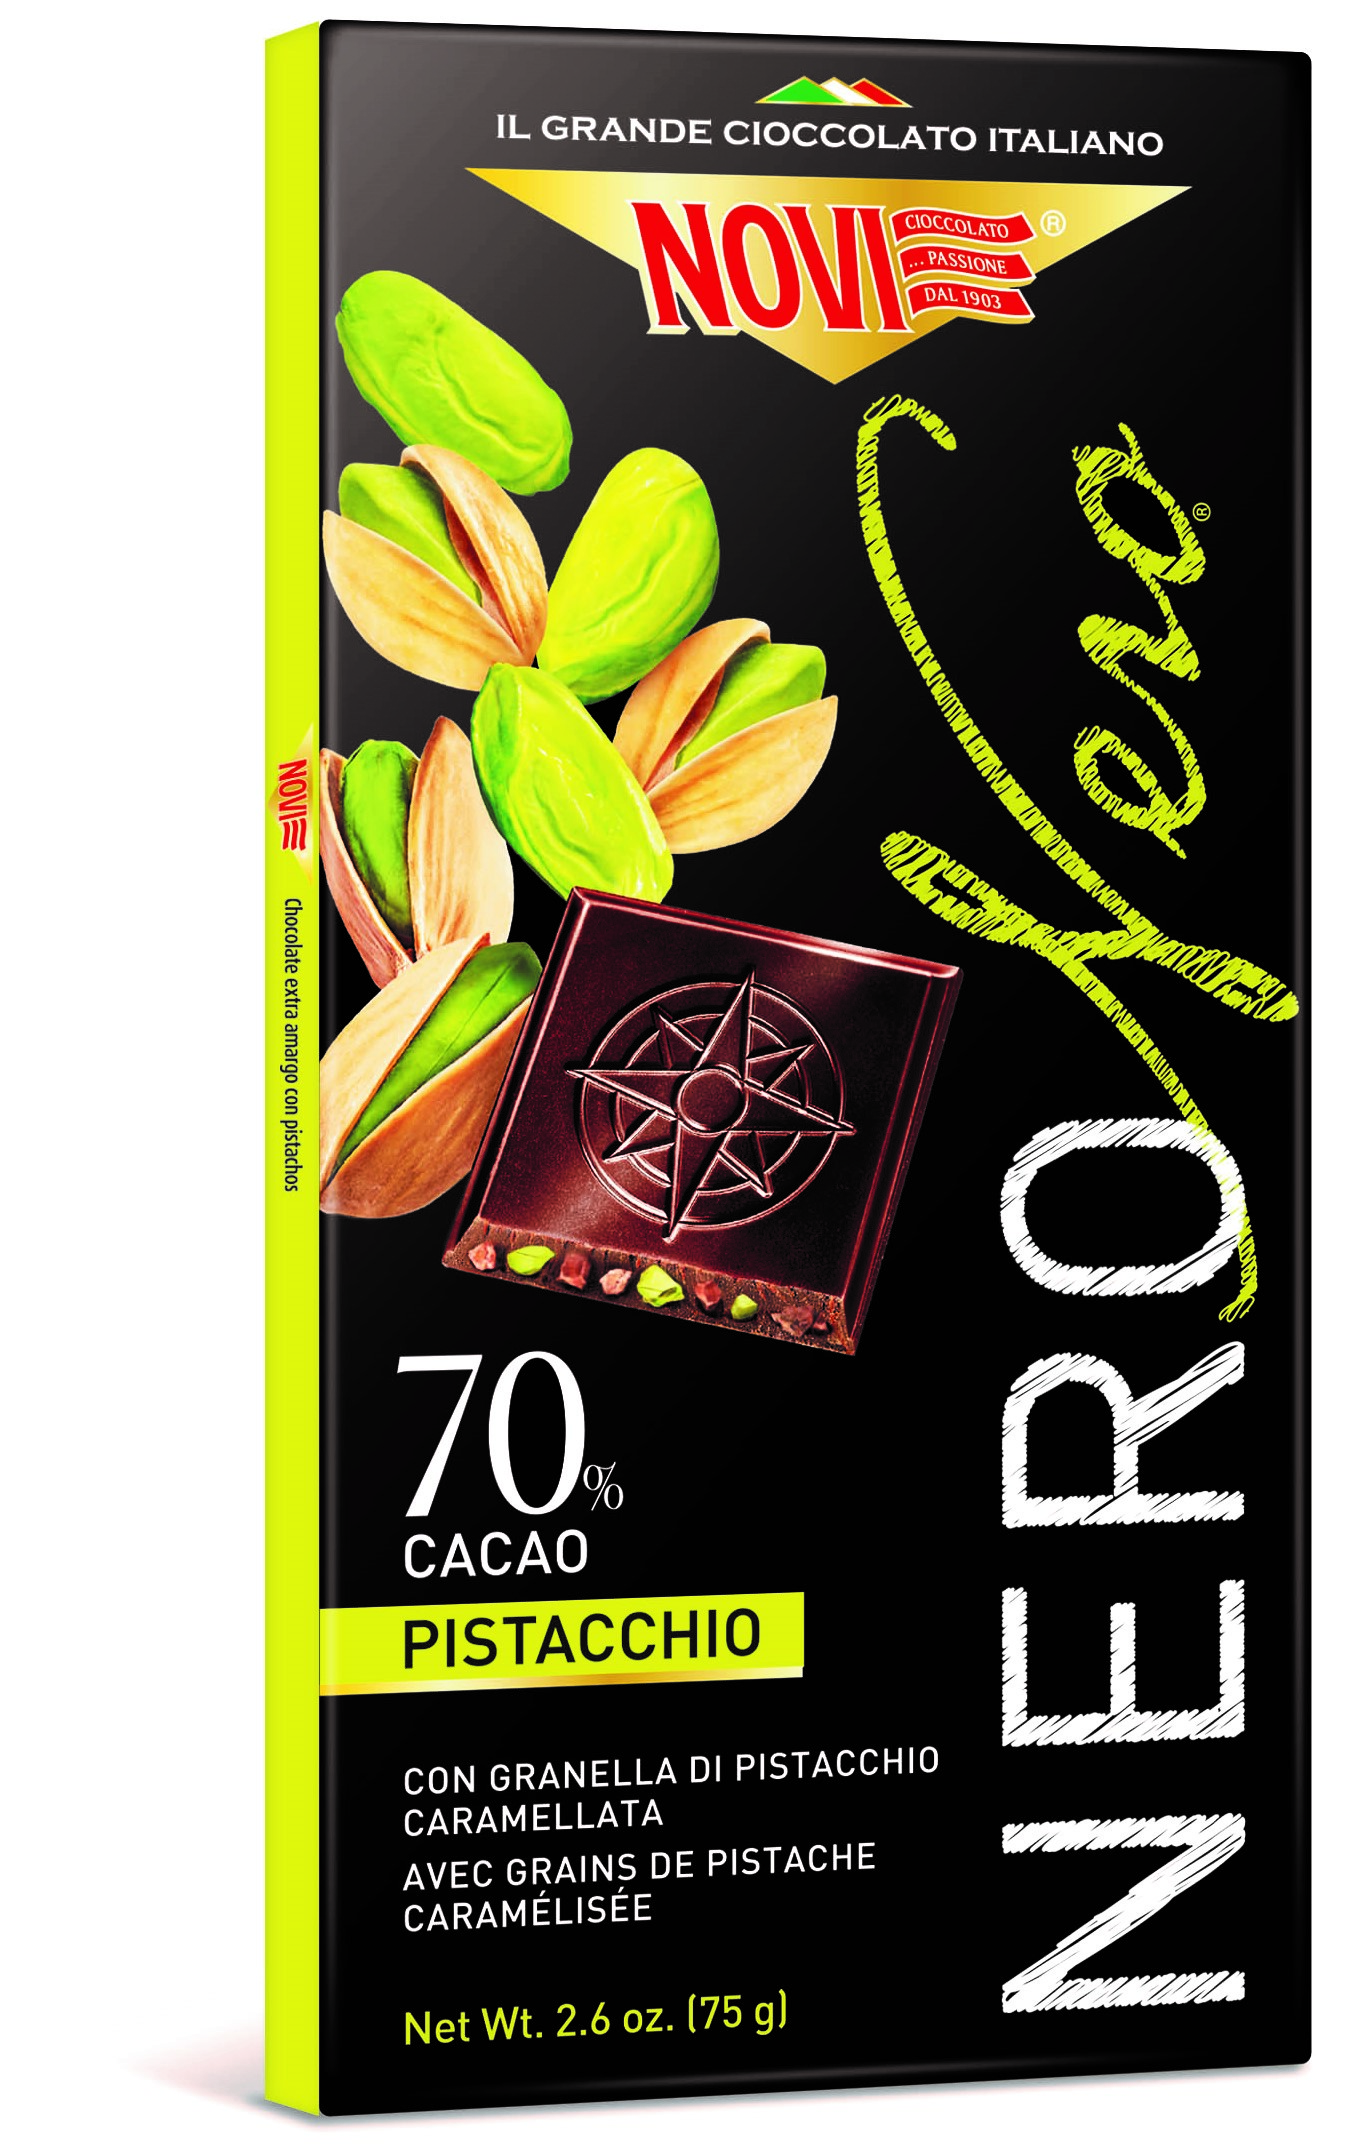 IL GRANDE CIOCCOLATO ITALIANO
NOVI
CIOCCOLATO
... PASSIONE
DAL 1903
®
NERO
Nero
®
70%
CACAO
PISTACCHIO
CON GRANELLA DI PISTACCHIO
CARAMELLATA
AVEC GRAINS DE PISTACHE
CARAMÉLISÉE
Net Wt. 2.6 oz. (75 g)
NOVI
Chocolate extra amargo con pistachos